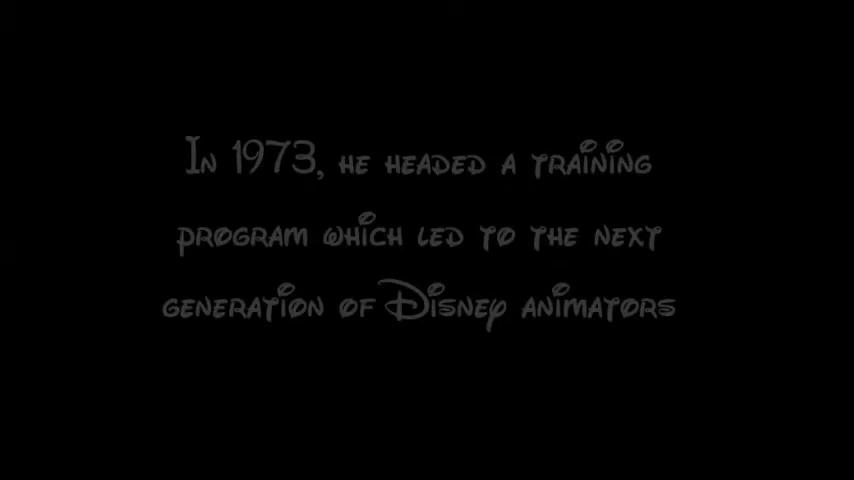 In 1973, he headed a training
program which led to the next
generation of Disney animators